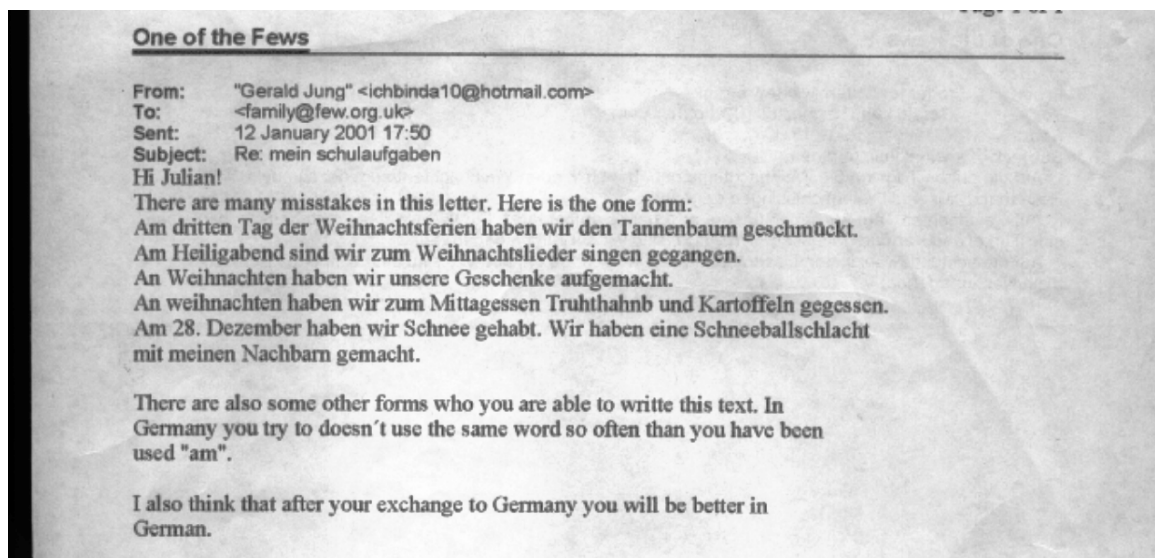 One of the Fews
From: "Gerald Jung" <ichbinda10@hotmail.com>
To: <family@few.org.uk>
Sent: 12 January 2001 17:50
Subject: Re: mein schulaufgaben
Hi Julian!
There are many misstakes in this letter. Here is the one form:
Am dritten Tag der Weihnachtsferien haben wir den Tannenbaum geschmückt.
Am Heiligabend sind wir zum Weihnachtslieder singen gegangen.
An Weihnachten haben wir unsere Geschenke aufgemacht.
An weihnachten haben wir zum Mittagessen Truhthahnb und Kartoffeln gegessen.
Am 28. Dezember haben wir Schnee gehabt. Wir haben eine Schneeballschlacht
mit meinen Nachbarn gemacht.
There are also some other forms who you are able to writte this text. In
Germany you try to doesn´t use the same word so often than you have been
used "am".
I also think that after your exchange to Germany you will be better in
German.